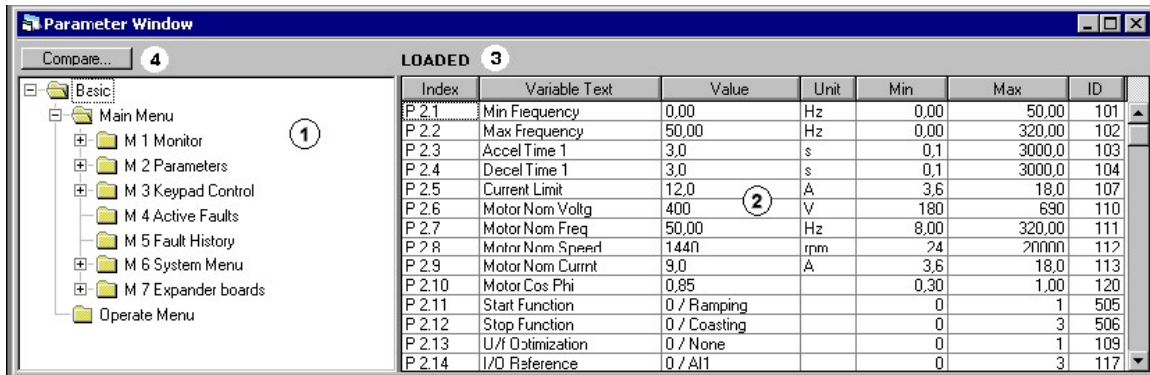 Parameter Window
Compare... 4 LOADED 3
Basic
Main Menu
M 1 Monitor
M 2 Parameters
M 3 Keypad Control
M 4 Active Faults
M 5 Fault History
M 6 System Menu
M 7 Expander boards
Operate Menu
1
Index Variable Text Value Unit Min Max ID
P 2.1 Min Frequency 0,00 Hz 0,00 50,00 101
P 2.2 Max Frequency 50,00 Hz 0,00 320,00 102
P 2.3 Accel Time 1 3,0 s 0,1 3000,0 103
P 2.4 Decel Time 1 3,0 s 0,1 3000,0 104
P 2.5 Current Limit 12,0 A 3,6 18,0 107
P 2.6 Motor Nom Voltg 400 V 180 690 110
2
P 2.7 Motor Nom Freq 50,00 Hz 8,00 320,00 111
P 2.8 Motor Nom Speed 1440 rpm 24 20000 112
P 2.9 Motor Nom Currnt 9,0 A 3,6 18,0 113
P 2.10 Motor Cos Phi 0,85 0,30 1,00 120
P 2.11 Start Function 0 / Ramping 0 1 505
P 2.12 Stop Function 0 / Coasting 0 3 506
P 2.13 U/f Optimization 0 / None 0 1 109
P 2.14 I/O Reference 0 / AI1 0 3 117